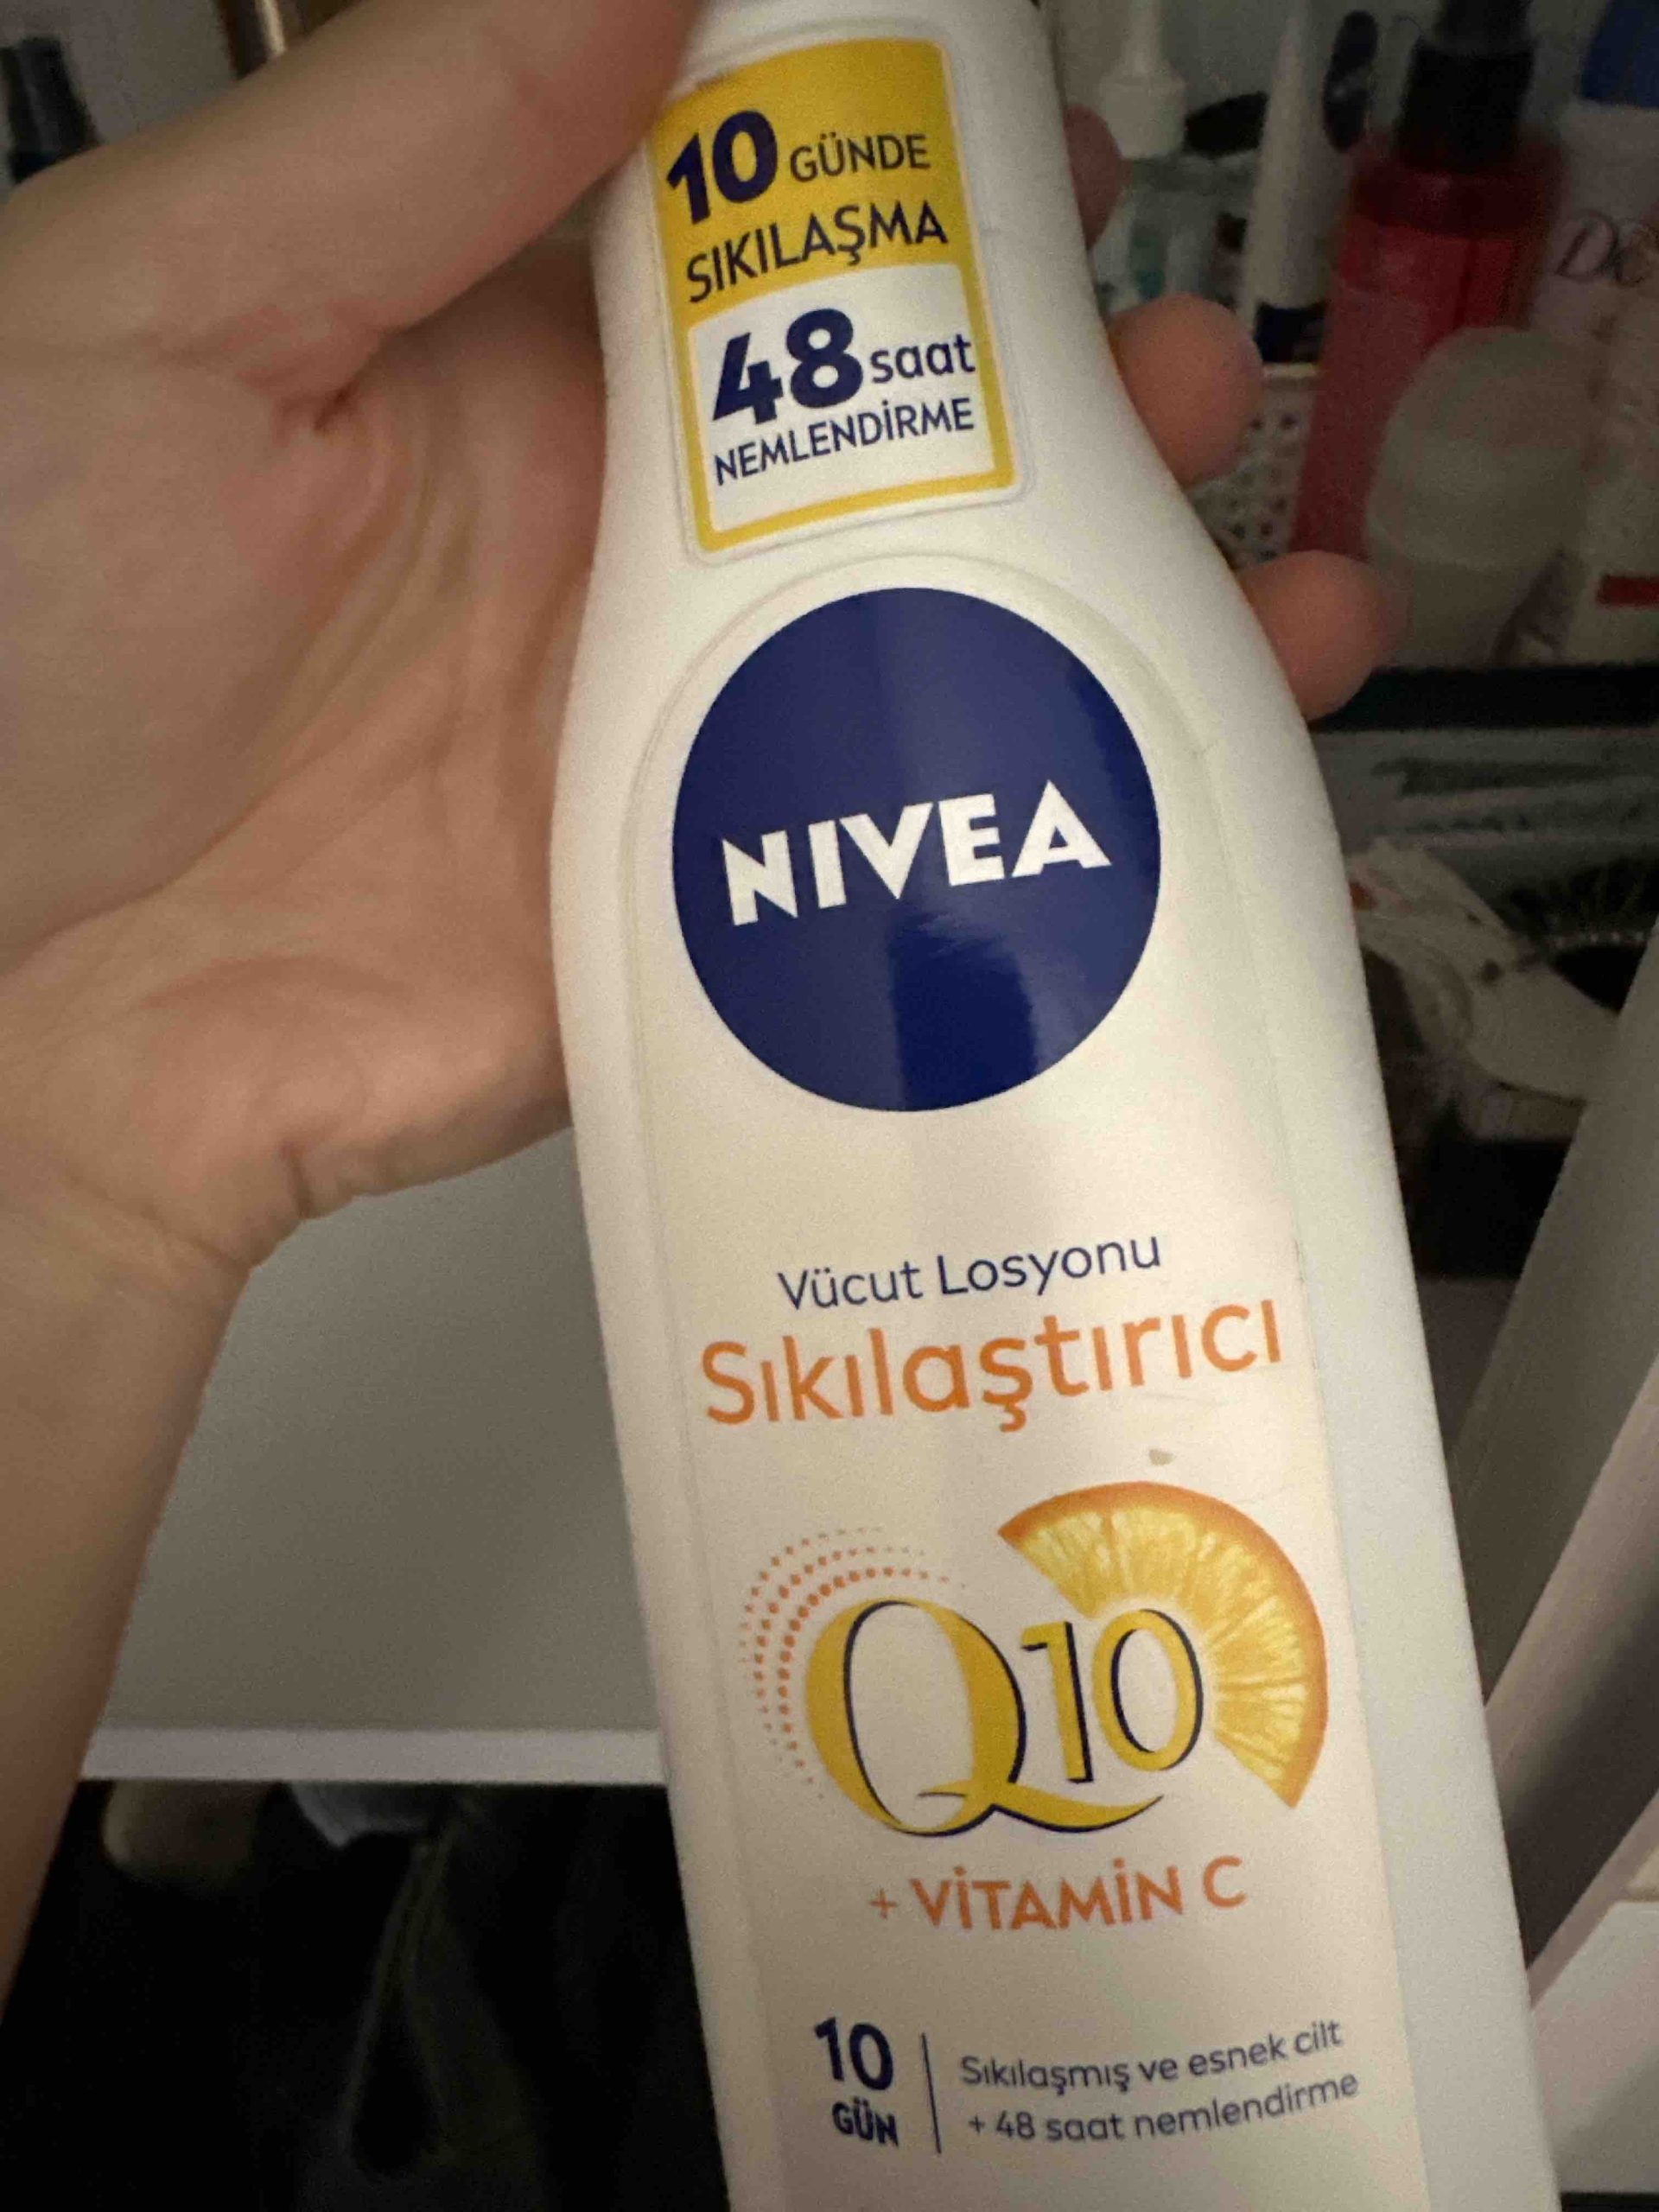 10 GÜNDE
SIKILAŞMA
48 saat
NEMLENDİRME
NIVEA
Vücut Losyonu
Sıkılaştırıcı
Q10
+ VİTAMİN C
10
GÜN
Sıkılaşmış ve esnek cilt
+ 48 saat nemlendirme